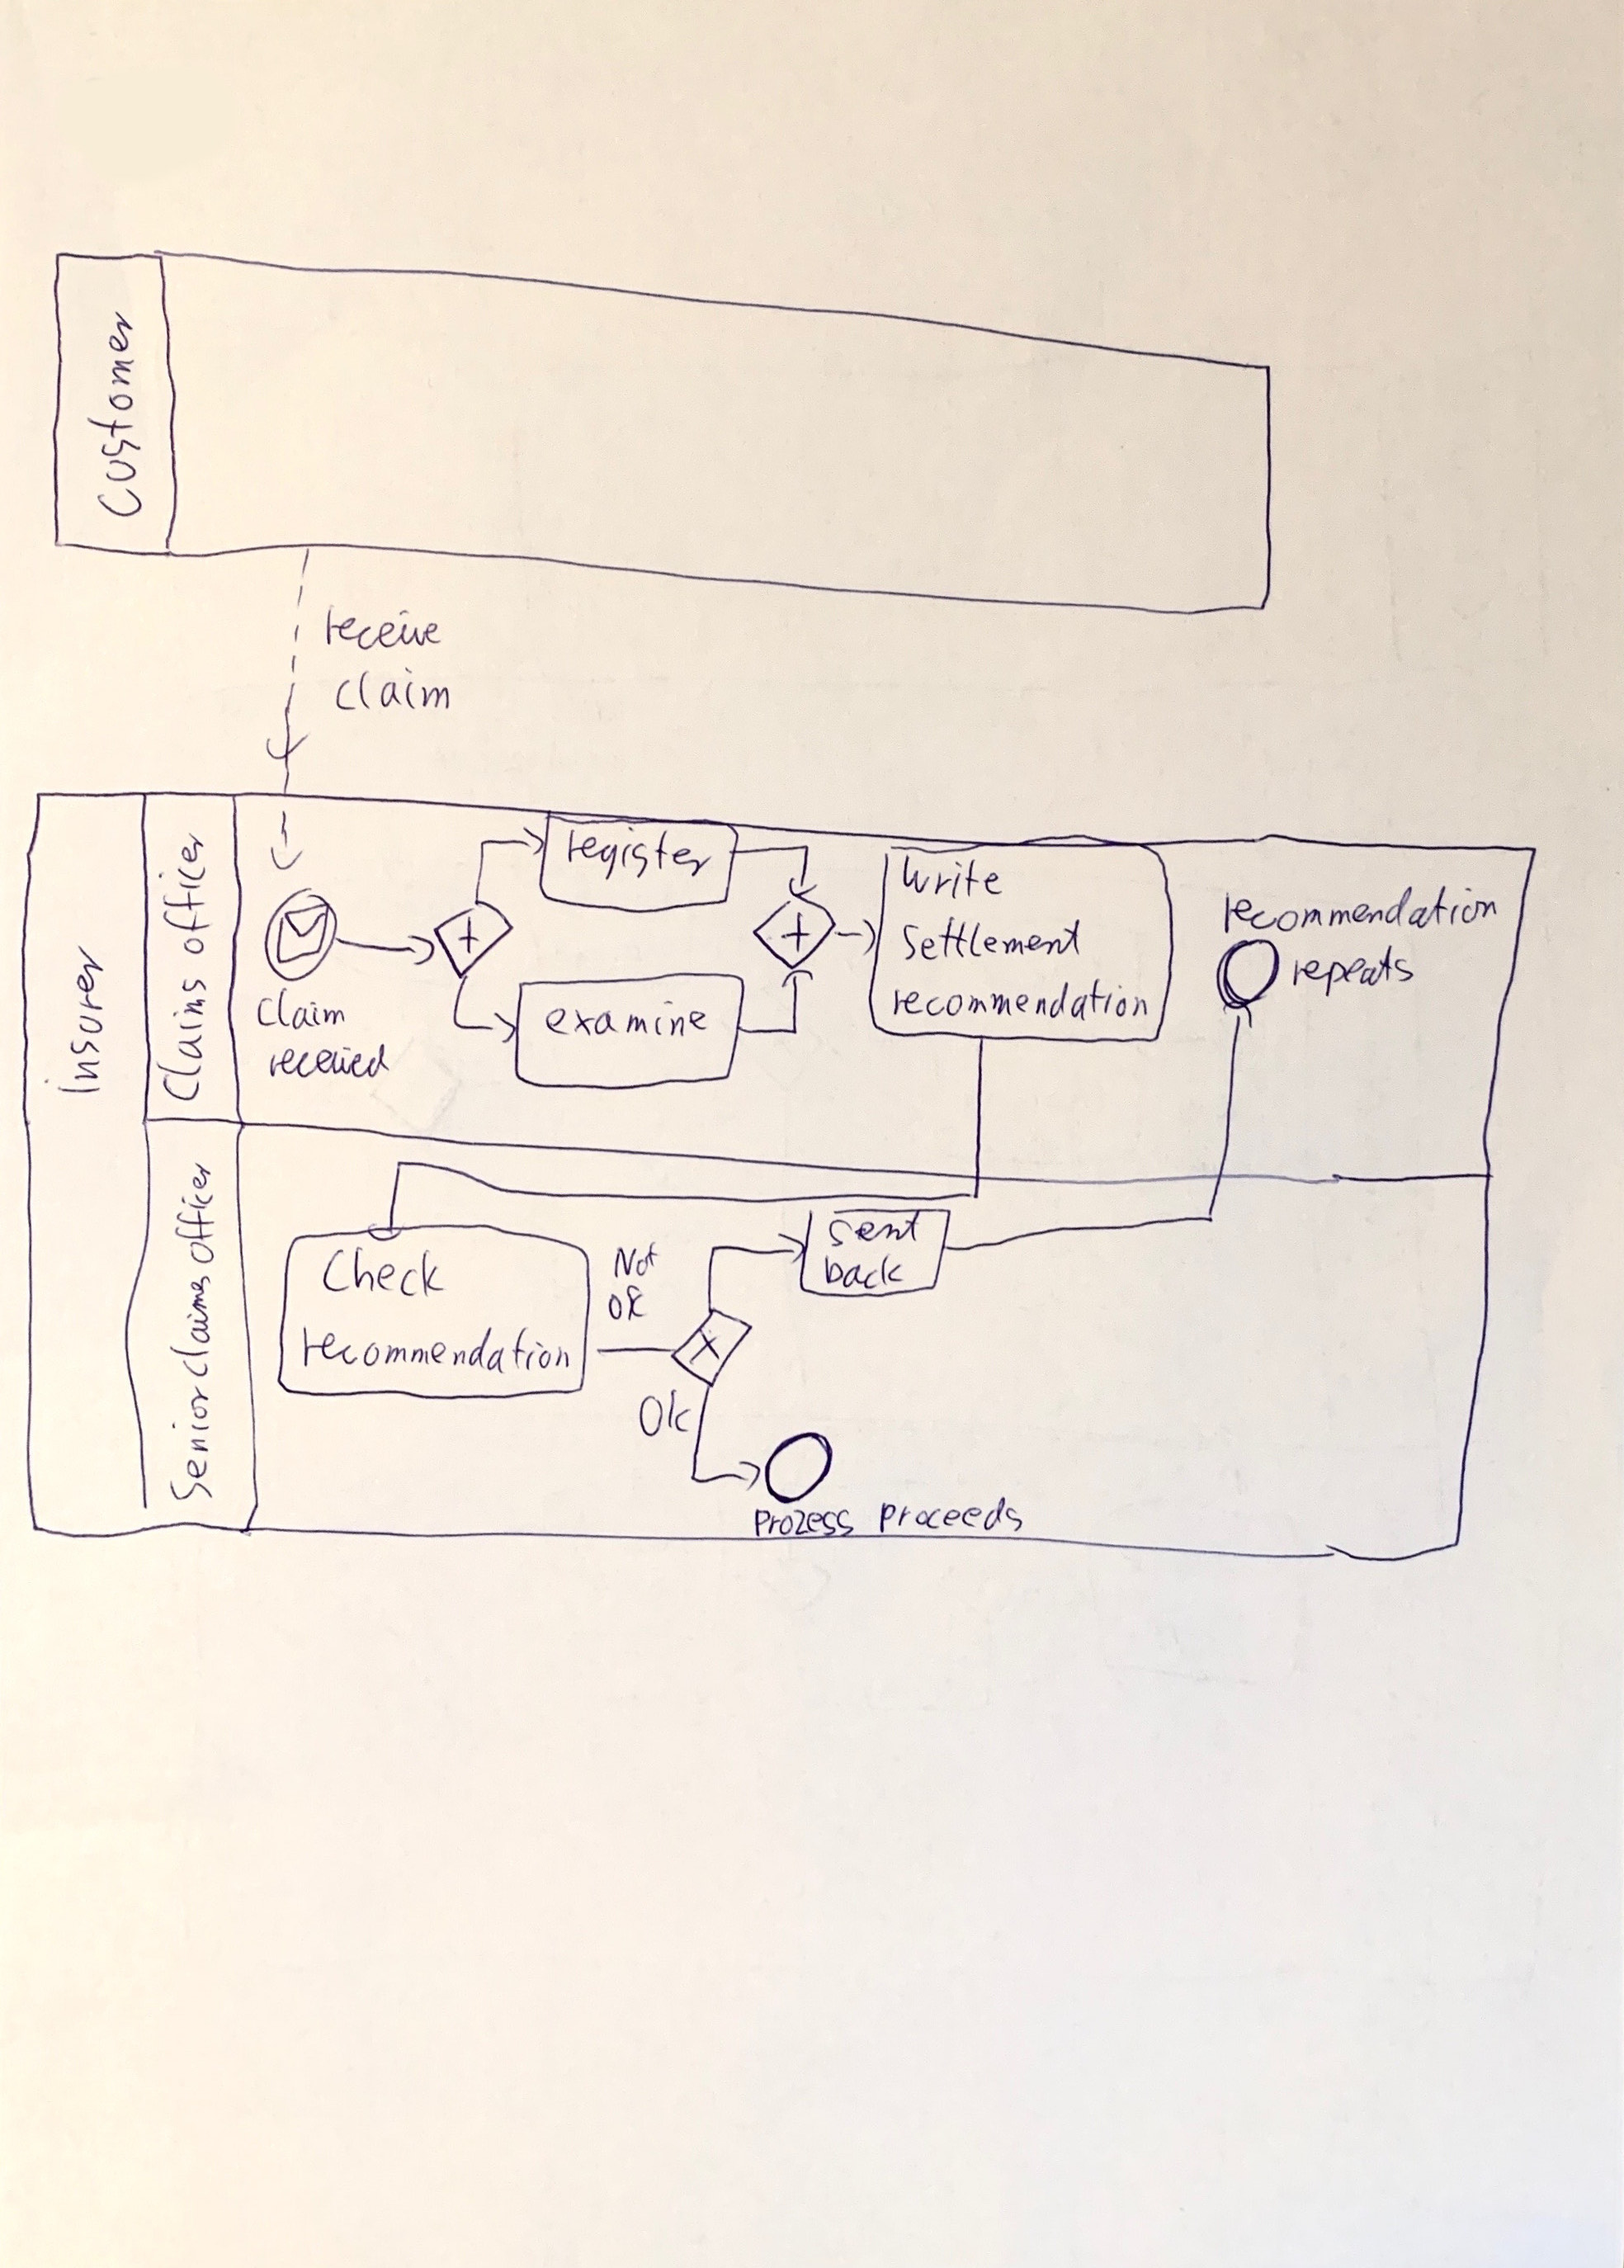 Customer
receive
claim
Insurer
Claims officer
register
examine
Claim
received
Write
Settlement
recommendation
recommendation
repeats
Senior claims officer
Check
recommendation
Not
ok
Ok
sent
back
Prozess proceeds